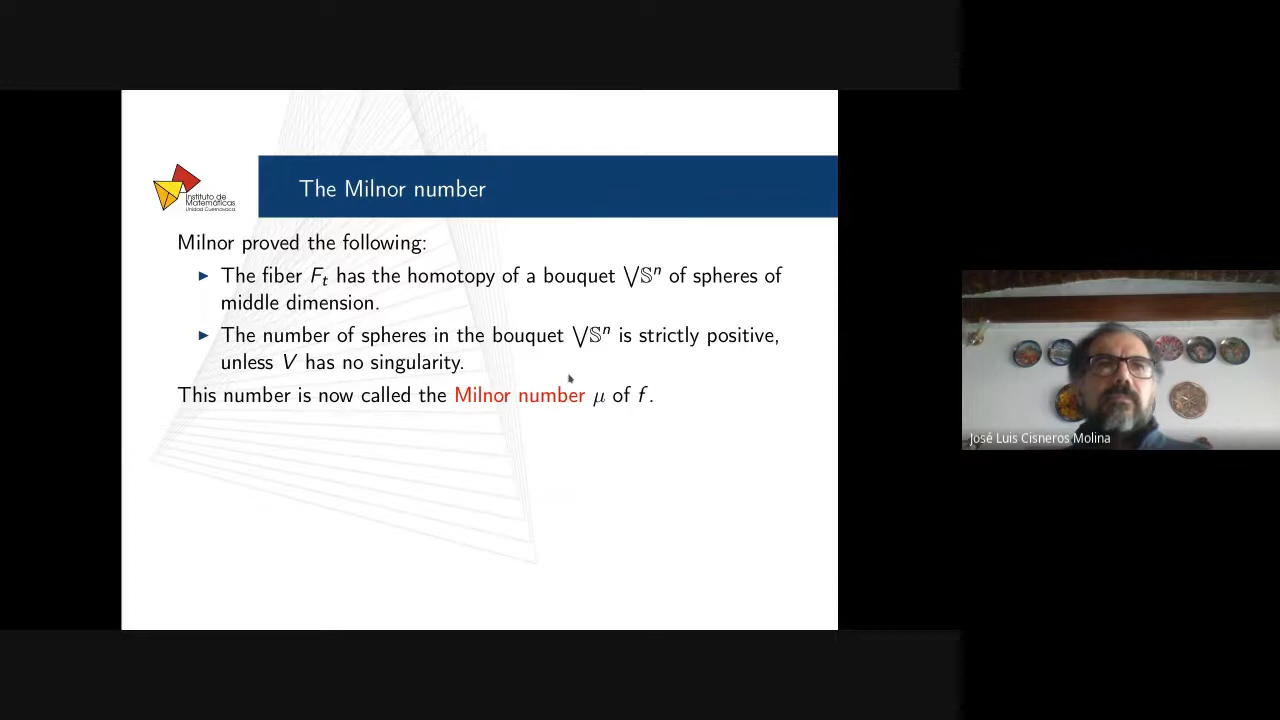 Instituto de
Matemáticas
Unidad Cuernavaca
The Milnor number
Milnor proved the following:
▶ The fiber Fₜ has the homotopy of a bouquet ⋁𝕊ⁿ of spheres of
middle dimension.
▶ The number of spheres in the bouquet ⋁𝕊ⁿ is strictly positive,
unless V has no singularity.
This number is now called the Milnor number μ of f.
José Luis Cisneros Molina